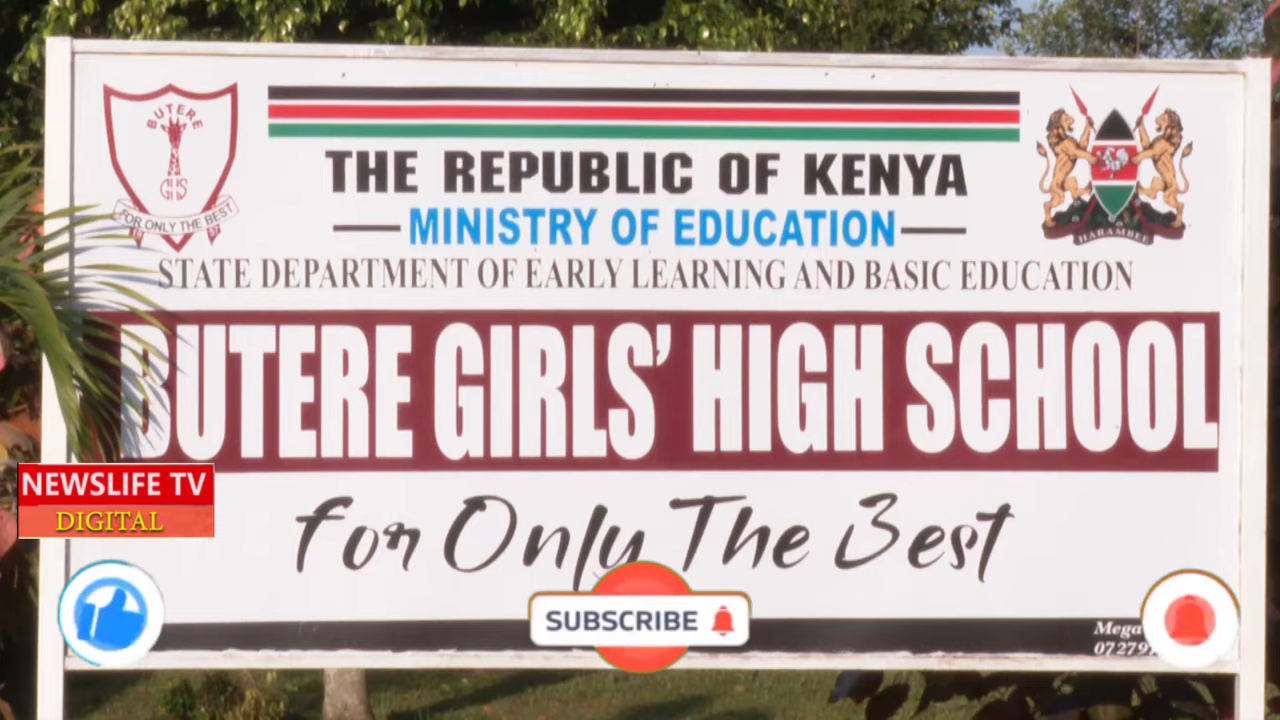 BUTERE
GHS
FOR ONLY THE BEST
THE REPUBLIC OF KENYA
MINISTRY OF EDUCATION
HARAMBEE
STATE DEPARTMENT OF EARLY LEARNING AND BASIC EDUCATION
BUTERE GIRLS' HIGH SCHOOL
NEWSLIFE TV
DIGITAL
For Only The Best
SUBSCRIBE
Mega